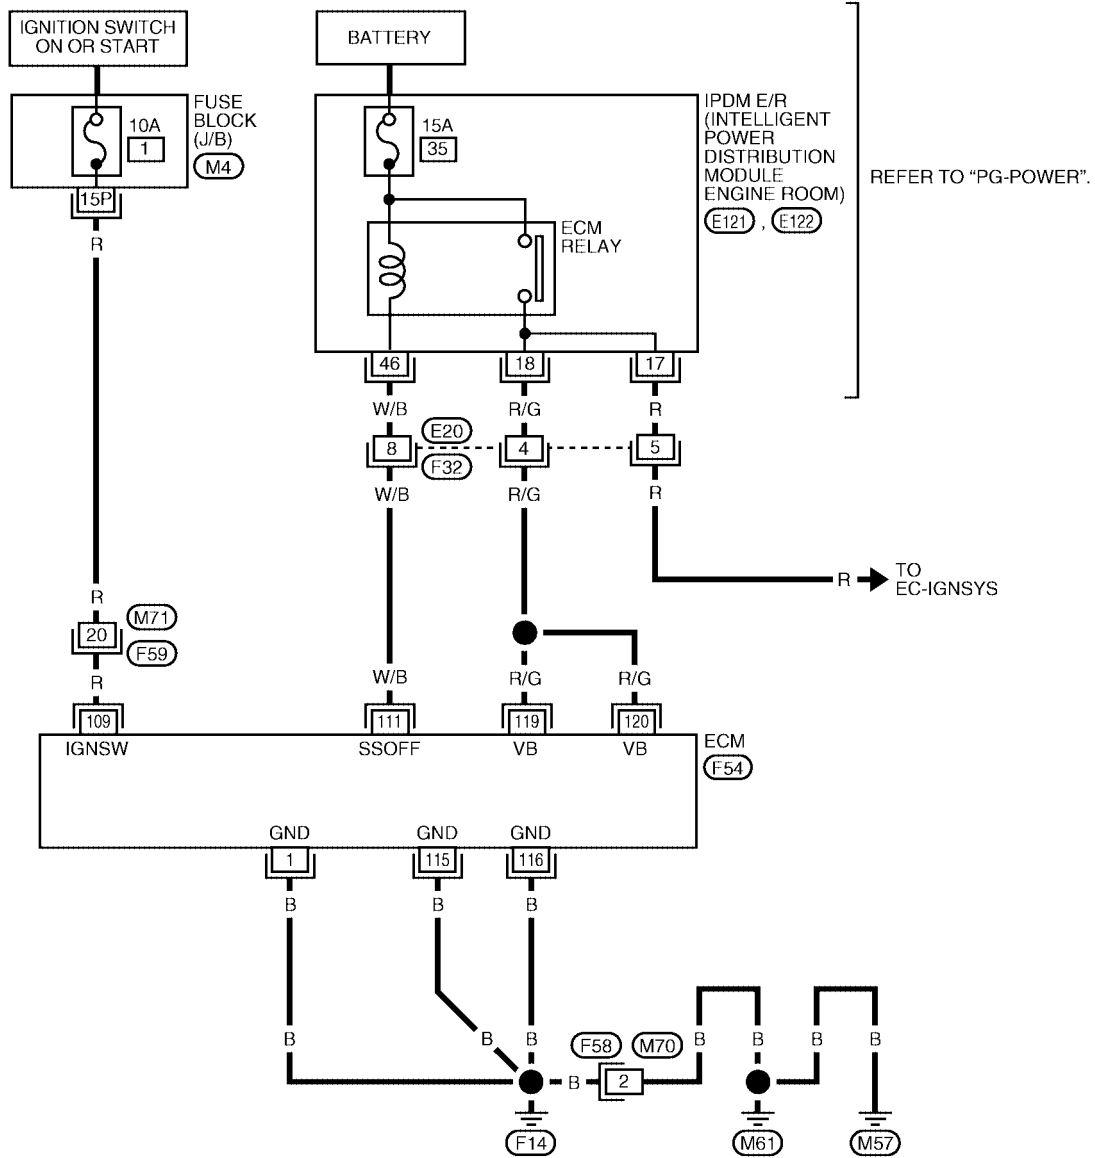 IGNITION SWITCH
ON OR START
BATTERY
FUSE
BLOCK
(J/B)
M4
10A
1
15P
R
15A
35
IPDM E/R
(INTELLIGENT
POWER
DISTRIBUTION
MODULE
ENGINE ROOM)
E121 , E122
REFER TO “PG-POWER”.
ECM
RELAY
46 18 17
W/B R/G R
E20
8 4 5
F32
W/B R/G R
R TO
EC-IGNSYS
R
M71
20
F59
R
W/B R/G R/G
109 111 119 120
IGNSW SSOFF VB VB
ECM
F54
GND GND GND
1 115 116
B B B
B B B
F58 M70
B B B B
B 2
F14 M61 M57